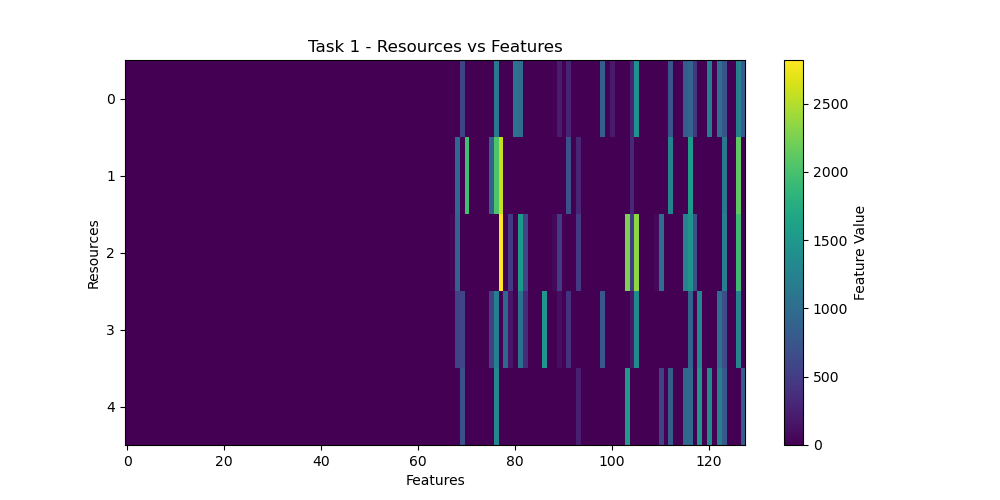 Task 1 - Resources vs Features
Resources
0
1
2
3
4
0 20 40 60 80 100 120
Features
2500
2000
1500
1000
500
0
Feature Value